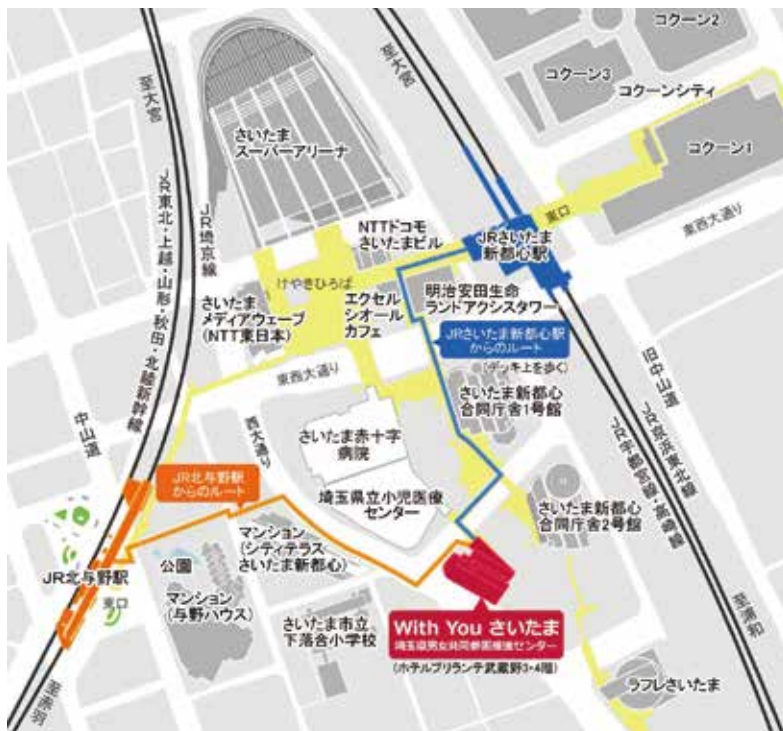 コクーン2
コクーン3
コクーンシティ
コクーン1
至大宮
至大宮
さいたま
スーパーアリーナ
JR東北・上越・山形・秋田・北陸新幹線
JR埼京線
NTTドコモ
さいたまビル
JRさいたま
新都心駅
東口
東西大通り
けやきひろば
さいたま
メディアウェーブ
(NTT東日本)
エクセル
シオール
カフェ
明治安田生命
ランドアクシスタワー
JRさいたま新都心駅
からのルート
(デッキ上を歩く)
東西大通り
旧中山道
中山道
西大通り
さいたま新都心
合同庁舎1号館
さいたま赤十字
病院
JR京浜東北線
JR宇都宮線・高崎線
JR北与野駅
からのルート
埼玉県立小児医療
センター
さいたま新都心
合同庁舎2号館
マンション
(シティテラス
さいたま新都心)
JR北与野駅
公園
東口
マンション
(与野ハウス)
さいたま市立
下落合小学校
With You さいたま
埼玉県男女共同参画推進センター
(ホテルブリランテ武蔵野3・4階)
至浦和
ラフレさいたま
至赤羽